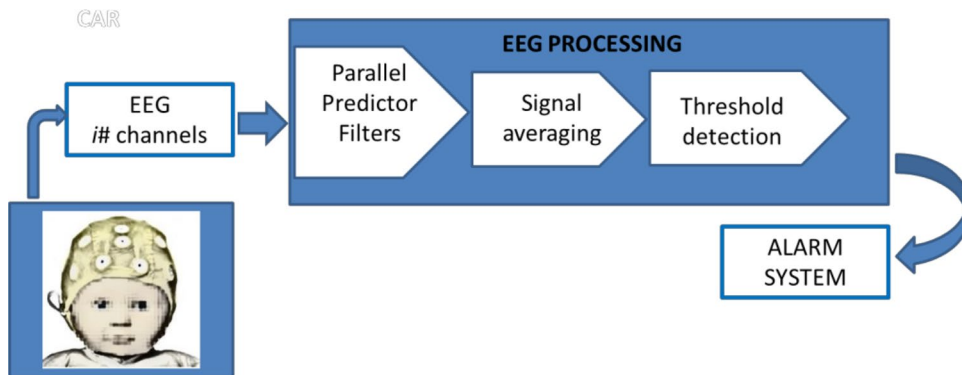 CAR
EEG PROCESSING
EEG
i# channels
Parallel
Predictor
Filters
Signal
averaging
Threshold
detection
ALARM
SYSTEM